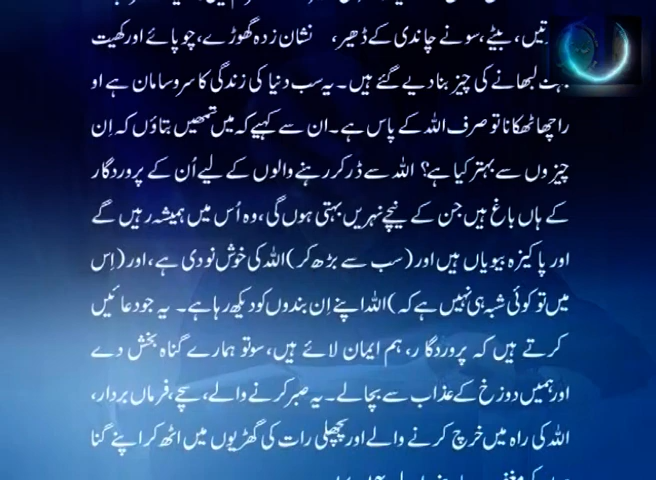 تیں، بیٹے، سونے چاندی کے ڈھیر، نشان زدہ گھوڑے، چوپائے اور کھیت
بہت لبھانے کی چیز بنا دیے گئے ہیں۔ یہ سب دنیا کی زندگی کا سروسامان ہے او
ر اچھا ٹھکانا تو صرف اللہ کے پاس ہے۔ ان سے کہیے کہ میں تمھیں بتاؤں کہ اِن
چیزوں سے بہتر کیا ہے؟ اللہ سے ڈر کر رہنے والوں کے لیے اُن کے پروردگار
کے ہاں باغ ہیں جن کے نیچے نہریں بہتی ہوں گی، وہ اُس میں ہمیشہ رہیں گے
اور پاکیزہ بیویاں ہیں اور (سب سے بڑھ کر) اللہ کی خوش نودی ہے، اور (اِس
میں تو کوئی شبہ ہی نہیں ہے کہ) اللہ اپنے اِن بندوں کو دیکھ رہا ہے۔ یہ جو دعائیں
کرتے ہیں کہ پروردگا ر، ہم ایمان لائے ہیں، سو تو ہمارے گناہ بخش دے
اور ہمیں دوزخ کے عذاب سے بچا لے۔ یہ صبر کرنے والے، سچے، فرماں بردار،
اللہ کی راہ میں خرچ کرنے والے اور پچھلی رات کی گھڑیوں میں اٹھ کر اپنے گنا